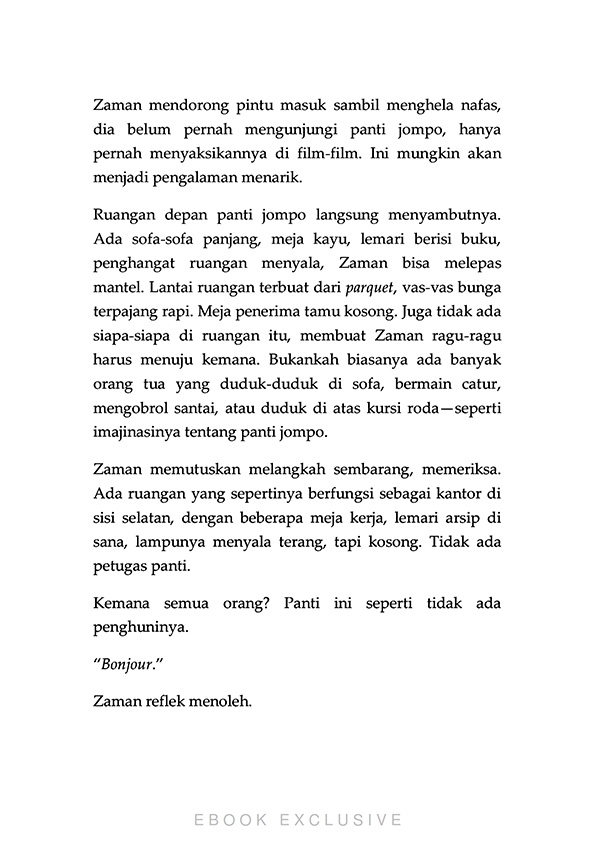 Zaman mendorong pintu masuk sambil menghela nafas,
dia belum pernah mengunjungi panti jompo, hanya
pernah menyaksikannya di film-film. Ini mungkin akan
menjadi pengalaman menarik.
Ruangan depan panti jompo langsung menyambutnya.
Ada sofa-sofa panjang, meja kayu, lemari berisi buku,
penghangat ruangan menyala, Zaman bisa melepas
mantel. Lantai ruangan terbuat dari parquet, vas-vas bunga
terpajang rapi. Meja penerima tamu kosong. Juga tidak ada
siapa-siapa di ruangan itu, membuat Zaman ragu-ragu
harus menuju kemana. Bukankah biasanya ada banyak
orang tua yang duduk-duduk di sofa, bermain catur,
mengobrol santai, atau duduk di atas kursi roda—seperti
imajinasinya tentang panti jompo.
Zaman memutuskan melangkah sembarang, memeriksa.
Ada ruangan yang sepertinya berfungsi sebagai kantor di
sisi selatan, dengan beberapa meja kerja, lemari arsip di
sana, lampunya menyala terang, tapi kosong. Tidak ada
petugas panti.
Kemana semua orang? Panti ini seperti tidak ada
penghuninya.
“Bonjour.”
Zaman reflek menoleh.
EBOOK EXCLUSIVE